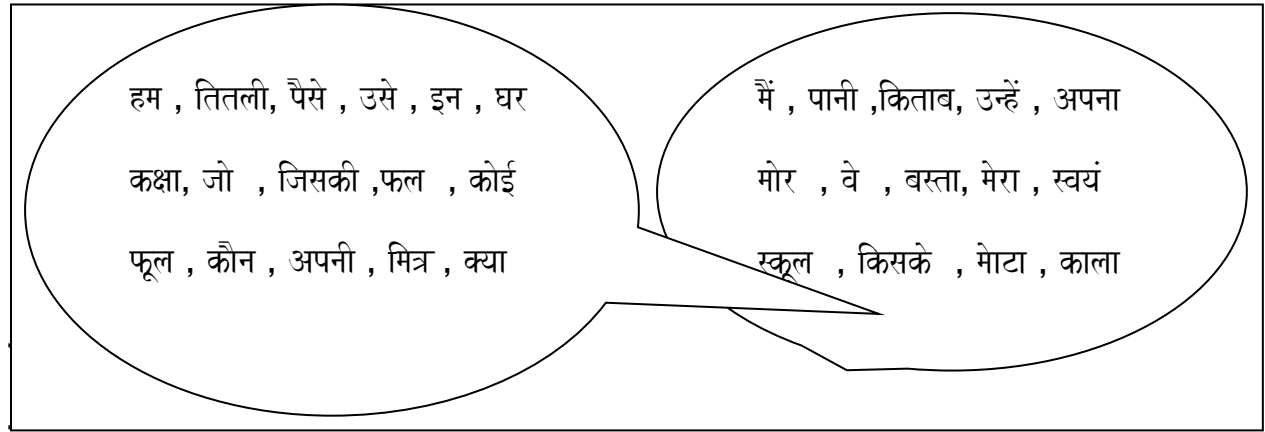 हम , तितली, पैसे , उसे , इन , घर
कक्षा, जो , जिसकी ,फल , कोई
फूल , कौन , अपनी , मित्र , क्या
मैं , पानी ,किताब, उन्हें , अपना
मोर , वे , बस्ता, मेरा , स्वयं
स्कूल , किसके , मेाटा , काला